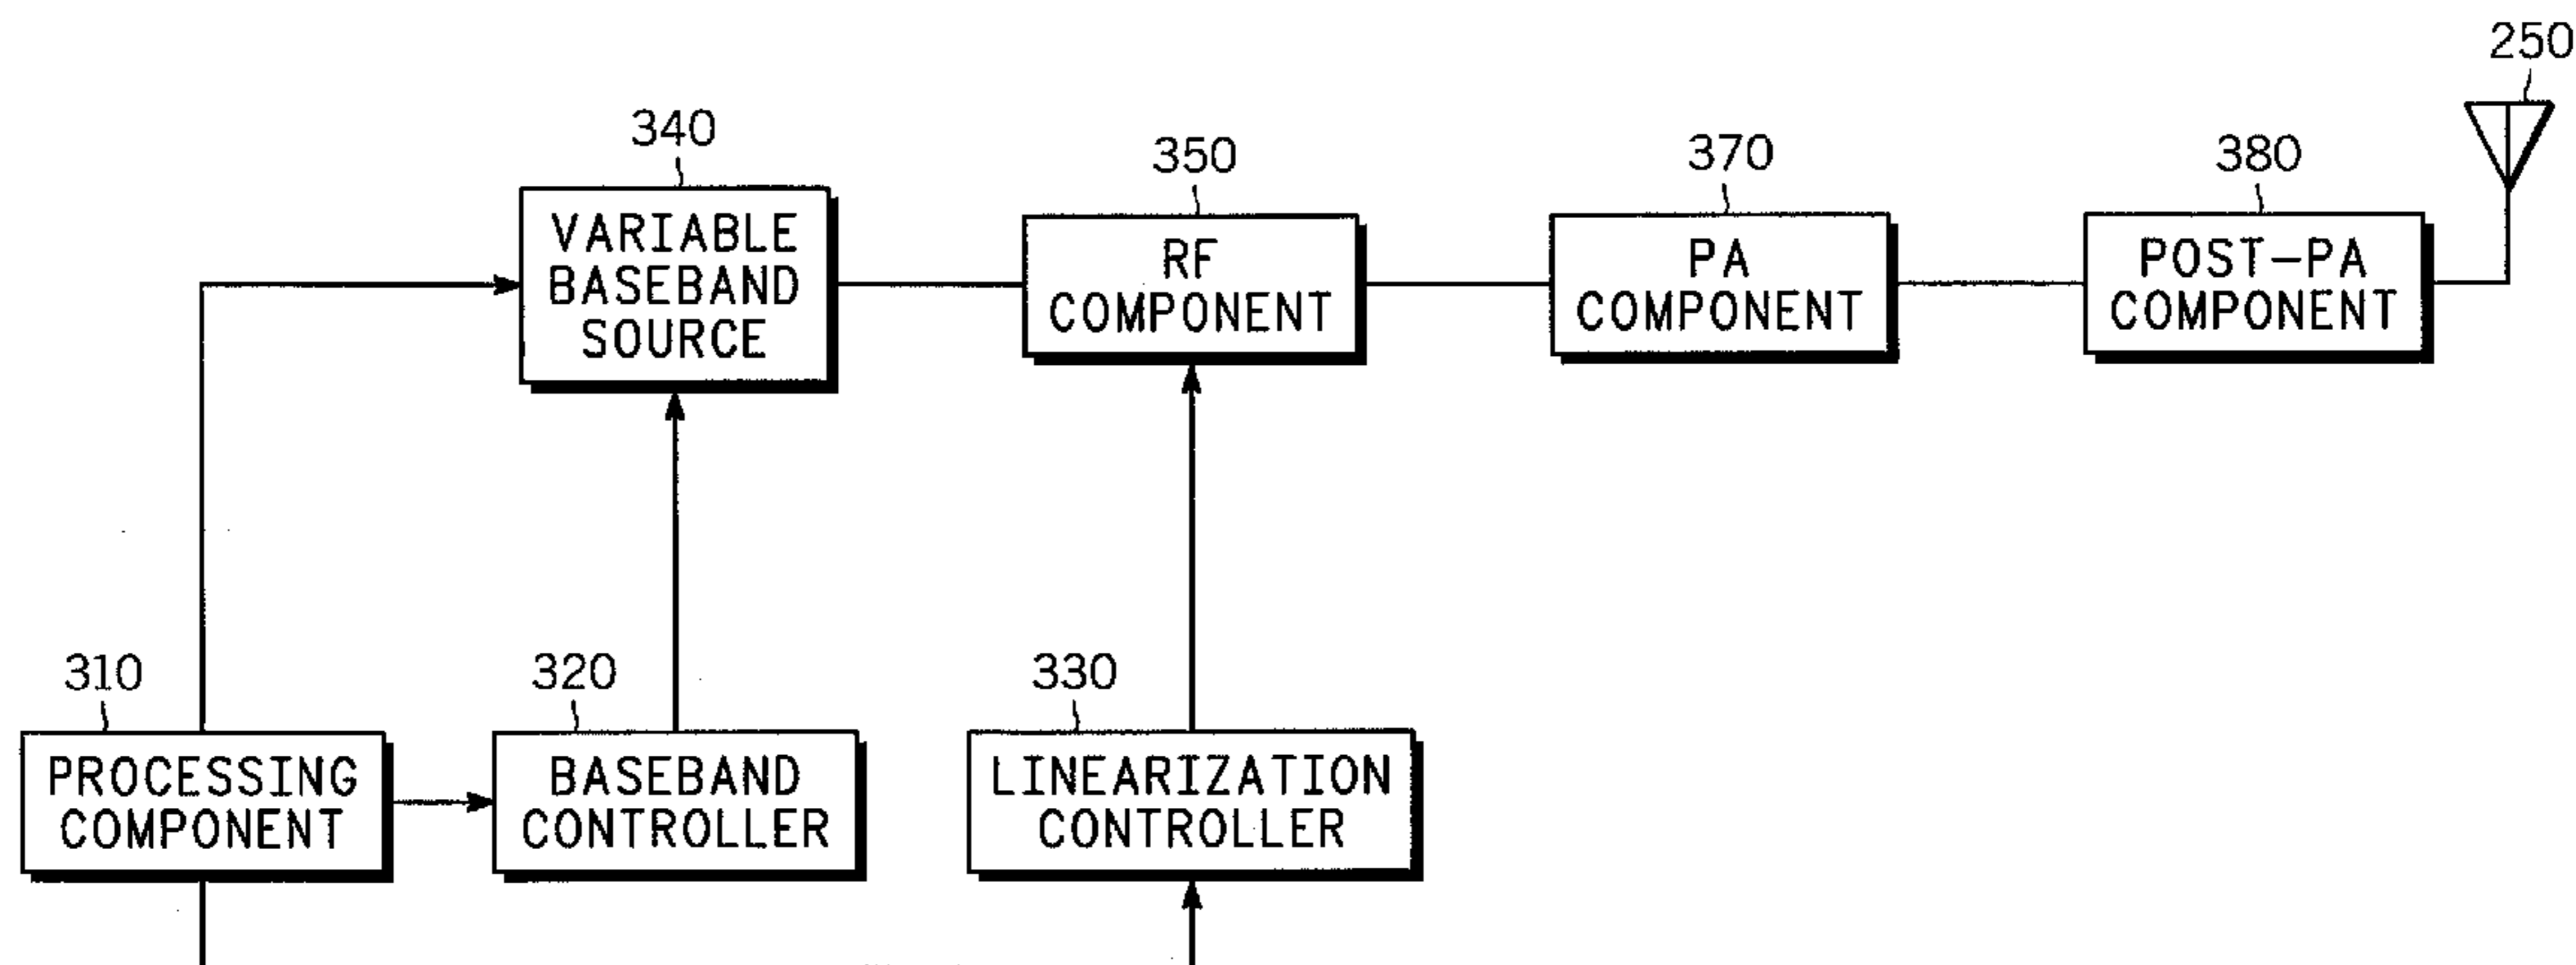 250
340
350
370
380
VARIABLE
BASEBAND
SOURCE
RF
COMPONENT
PA
COMPONENT
POST-PA
COMPONENT
310
320
330
PROCESSING
COMPONENT
BASEBAND
CONTROLLER
LINEARIZATION
CONTROLLER